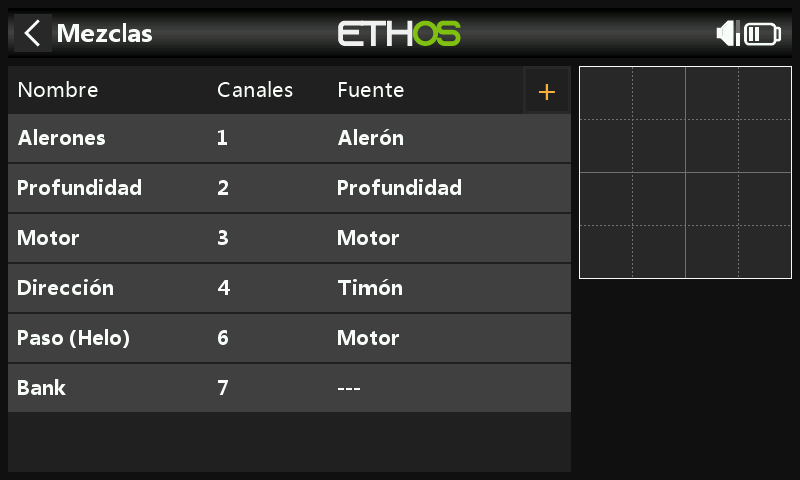 Mezclas ETHOS
Nombre Canales Fuente +
Alerones 1 Alerón
Profundidad 2 Profundidad
Motor 3 Motor
Dirección 4 Timón
Paso (Helo) 6 Motor
Bank 7 ---